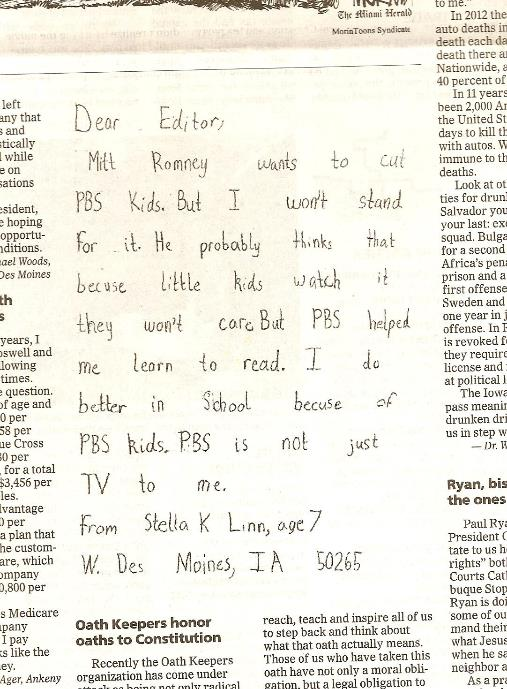 The Miami Herald
MorinToons Syndicate
left
any that
s and
stically
l while
e on
sations
esident,
e hoping
opportu-
nditions.
ael Woods,
Des Moines
th
s
years, I
oswell and
llowing
times.
e question.
of age and
0 per
58 per
ue Cross
30 per
, for a total
$3,456 per
les.
dvantage
0 per
a plan that
he custom-
are, which
ompany
0,800 per
s Medicare
pany
I pay
ks like the
ney.
Ager, Ankeny
Dear Editor,
Mitt Romney wants to cut
PBS Kids. But I won't stand
for it. He probably thinks that
becuse little kids watch it
they won't care But PBS helped
me learn to read. I do
better in School becuse of
PBS kids. PBS is not just
TV to me.
From Stella K Linn, age 7
W. Des Moines, IA 50265
Oath Keepers honor
oaths to Constitution
Recently the Oath Keepers
organization has come under
attack as being not only radical
reach, teach and inspire all of us
to step back and think about
what that oath actually means.
Those of us who have taken this
oath have not only a moral obli-
gation, but a legal obligation to
to me."
In 2012 the
auto deaths in
death each da
death there ar
Nationwide, a
40 percent of
In 11 years
been 2,000 Am
the United St
days to kill th
with autos. W
immune to th
deaths.
Look at ot
ties for drunk
Salvador you
your last: exe
squad. Bulga
for a second
Africa's pena
prison and a
first offense
Sweden and
one year in j
offense. In F
is revoked fo
they require
license and
at political l
The Iowa
pass meanin
drunken dri
us in step w
— Dr. W
Ryan, bis
the ones
Paul Rya
President O
tate to us h
rights" both
Courts Cath
buque Stop
Ryan is doi
some of ou
mand their
what Jesus
when he sa
neighbor a
As a pra